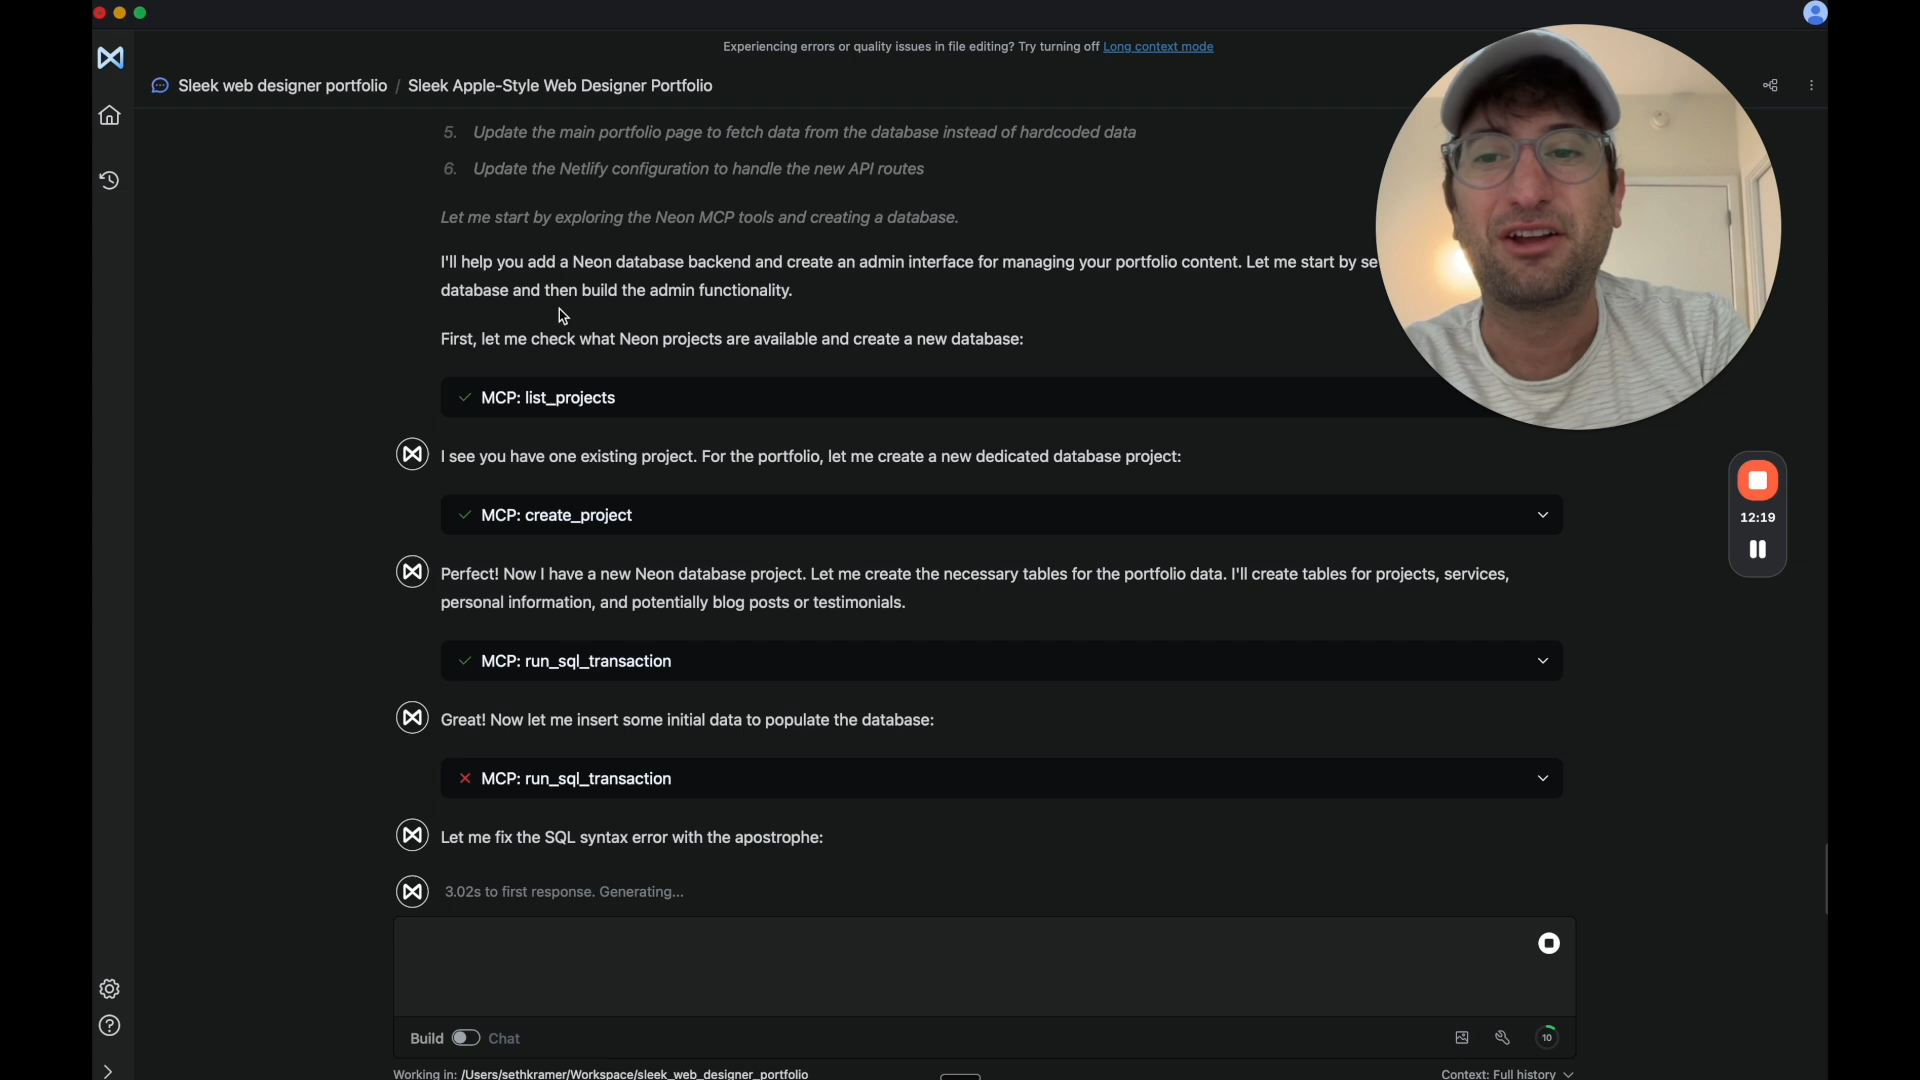 Experiencing errors or quality issues in file editing? Try turning off Long context mode
Sleek web designer portfolio / Sleek Apple-Style Web Designer Portfolio
5. Update the main portfolio page to fetch data from the database instead of hardcoded data
6. Update the Netlify configuration to handle the new API routes
Let me start by exploring the Neon MCP tools and creating a database.
I'll help you add a Neon database backend and create an admin interface for managing your portfolio content. Let me start by se
database and then build the admin functionality.
First, let me check what Neon projects are available and create a new database:
MCP: list_projects
I see you have one existing project. For the portfolio, let me create a new dedicated database project:
MCP: create_project
12:19
Perfect! Now I have a new Neon database project. Let me create the necessary tables for the portfolio data. I'll create tables for projects, services,
personal information, and potentially blog posts or testimonials.
MCP: run_sql_transaction
Great! Now let me insert some initial data to populate the database:
MCP: run_sql_transaction
Let me fix the SQL syntax error with the apostrophe:
3.02s to first response. Generating...
Build Chat
10
Working in: /Users/sethkramer/Workspace/sleek_web_designer_portfolio
Context: Full history